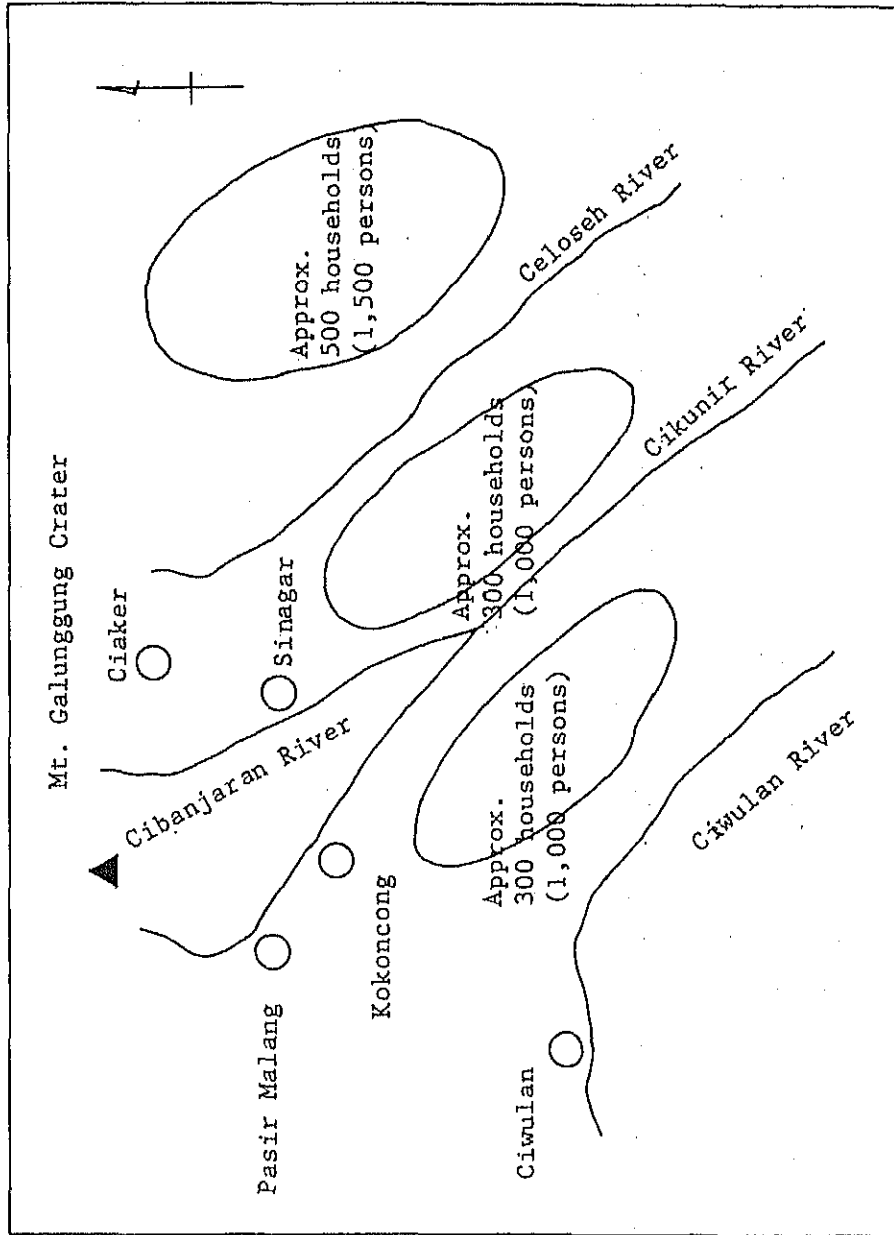 Mt. Galunggung Crater
Ciaker
Sinagar
Cibanjaran River
Pasir Malang
Kokoncong
Ciwulan
Approx.
500 households
(1,500 persons)
Approx.
300 households
(1,000 persons)
Approx.
300 households
(1,000 persons)
Celoseh River
Cikunir River
Ciwulan River